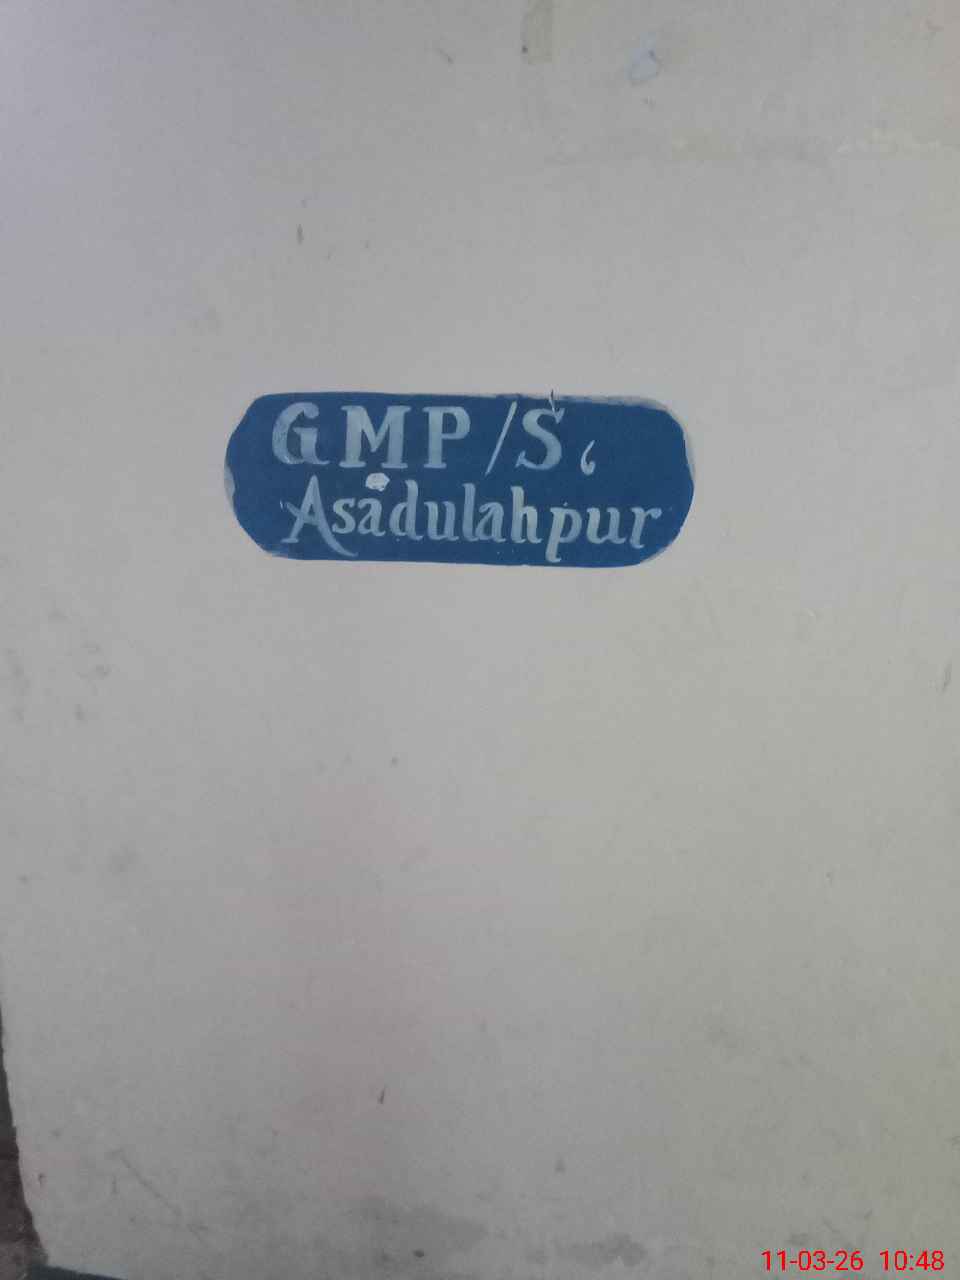 GMP/S،
Asadulahpur
11-03-26 10:48